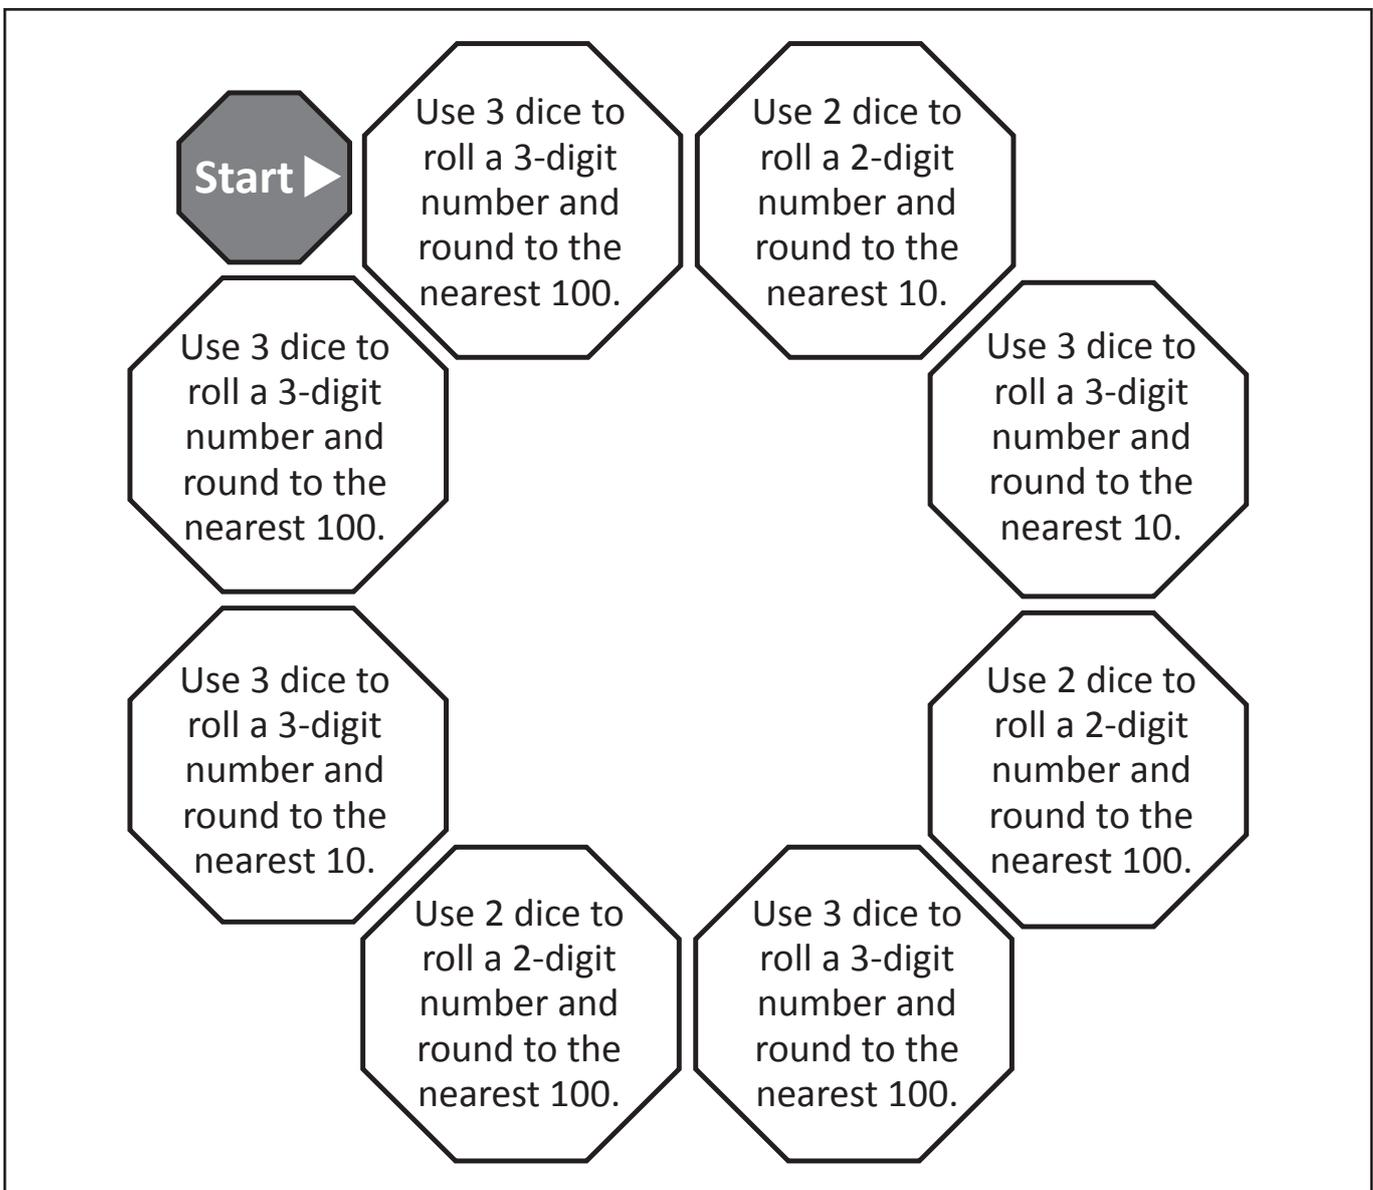 Start
Use 3 dice to
roll a 3-digit
number and
round to the
nearest 100.
Use 2 dice to
roll a 2-digit
number and
round to the
nearest 10.
Use 3 dice to
roll a 3-digit
number and
round to the
nearest 10.
Use 2 dice to
roll a 2-digit
number and
round to the
nearest 100.
Use 3 dice to
roll a 3-digit
number and
round to the
nearest 100.
Use 2 dice to
roll a 2-digit
number and
round to the
nearest 100.
Use 3 dice to
roll a 3-digit
number and
round to the
nearest 10.
Use 3 dice to
roll a 3-digit
number and
round to the
nearest 100.